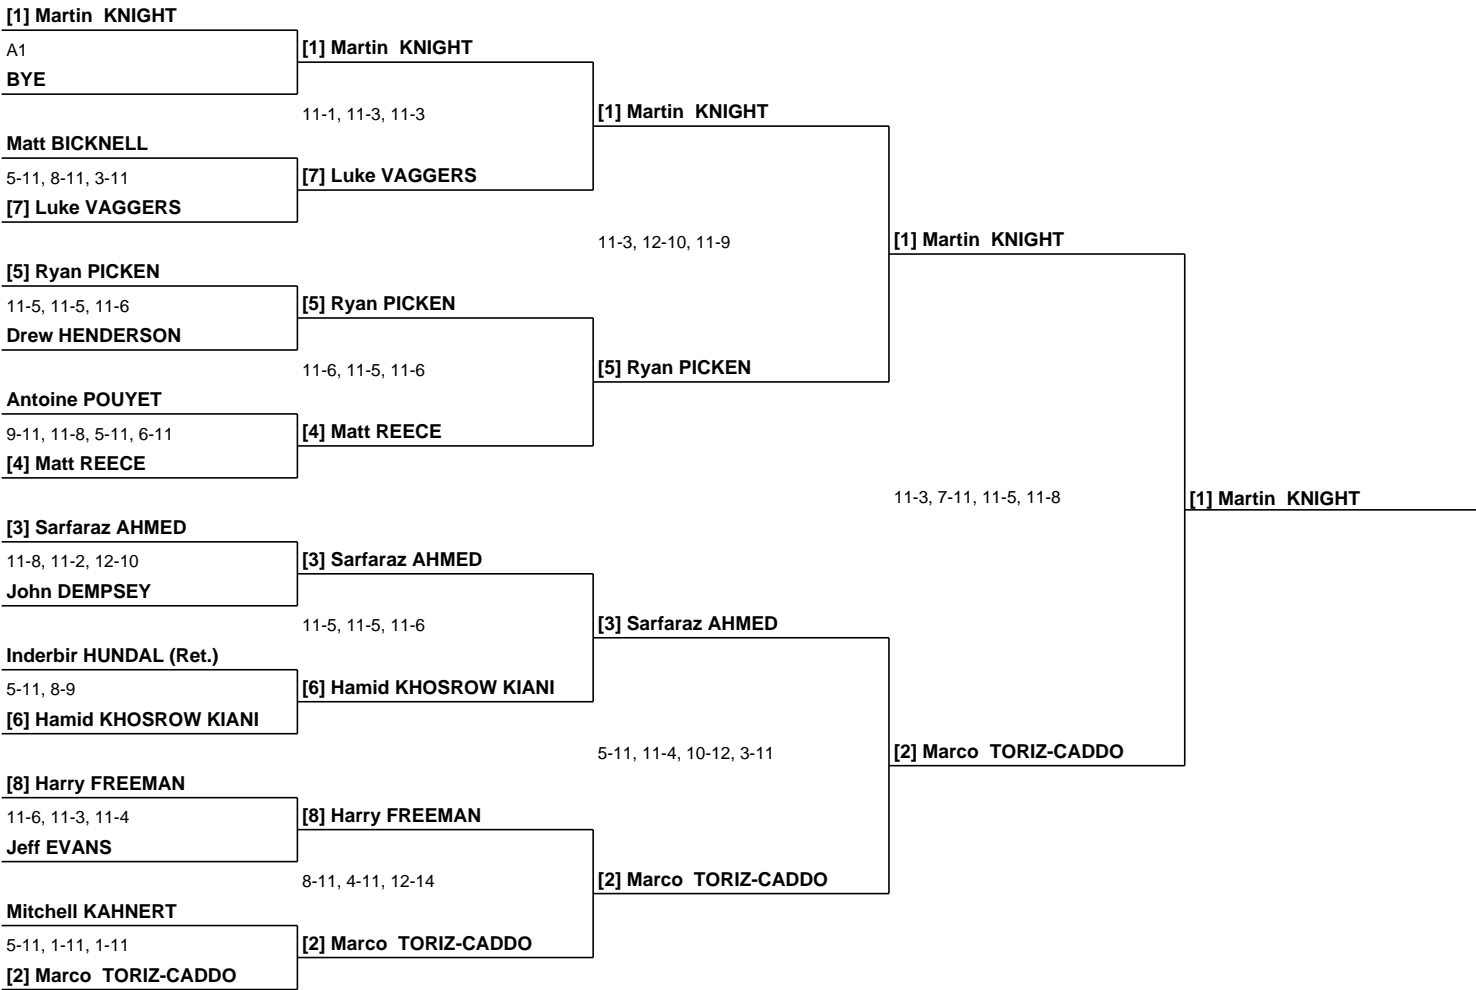 [1] Martin  KNIGHT
A1
BYE
Matt BICKNELL
5-11, 8-11, 3-11
[7] Luke VAGGERS
[5] Ryan PICKEN
11-5, 11-5, 11-6
Drew HENDERSON
Antoine POUYET
9-11, 11-8, 5-11, 6-11
[4] Matt REECE
[3] Sarfaraz AHMED
11-8, 11-2, 12-10
John DEMPSEY
Inderbir HUNDAL (Ret.)
5-11, 8-9
[6] Hamid KHOSROW KIANI
[8] Harry FREEMAN
11-6, 11-3, 11-4
Jeff EVANS
Mitchell KAHNERT
5-11, 1-11, 1-11
[2] Marco  TORIZ-CADDO
[1] Martin  KNIGHT
11-1, 11-3, 11-3
[7] Luke VAGGERS
[5] Ryan PICKEN
11-6, 11-5, 11-6
[4] Matt REECE
[3] Sarfaraz AHMED
11-5, 11-5, 11-6
[6] Hamid KHOSROW KIANI
[8] Harry FREEMAN
8-11, 4-11, 12-14
[2] Marco  TORIZ-CADDO
[1] Martin  KNIGHT
11-3, 12-10, 11-9
[5] Ryan PICKEN
[3] Sarfaraz AHMED
5-11, 11-4, 10-12, 3-11
[2] Marco  TORIZ-CADDO
[1] Martin  KNIGHT
11-3, 7-11, 11-5, 11-8
[2] Marco  TORIZ-CADDO
[1] Martin  KNIGHT